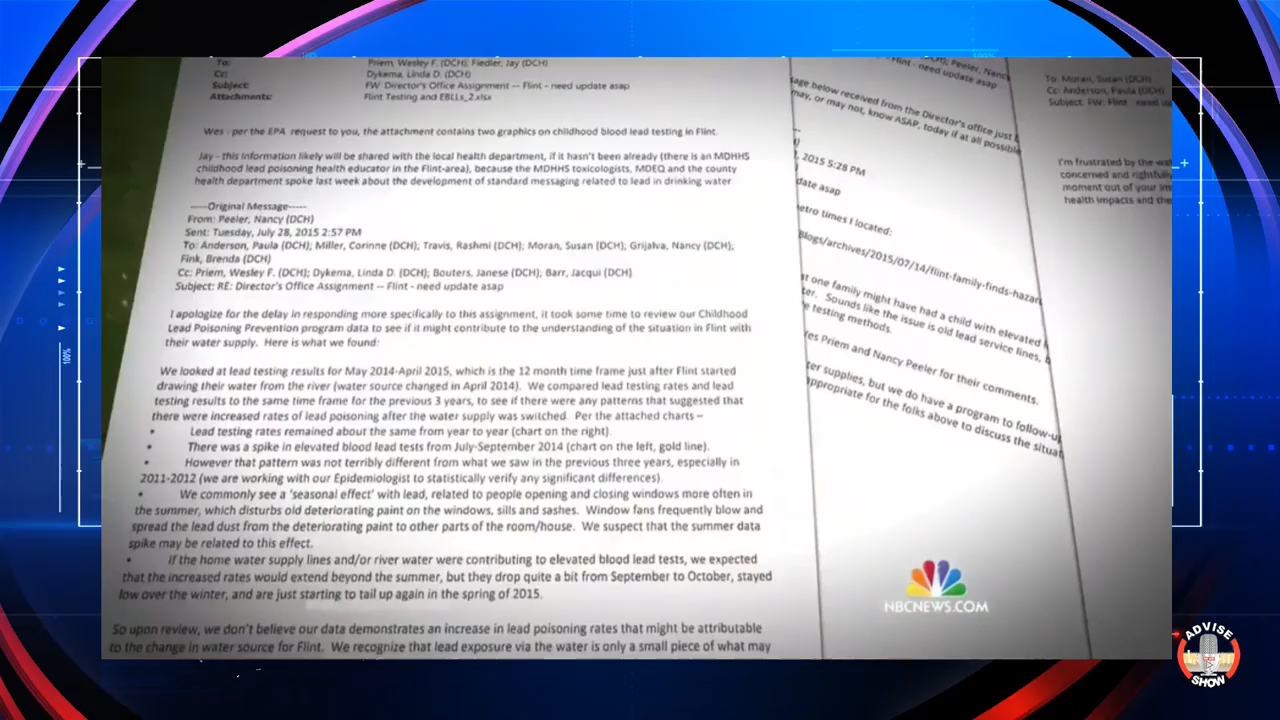 To: Priem, Wesley F. (DCH); Fiedler, Jay (DCH)
Cc: Dykema, Linda D. (DCH)
Subject: FW: Director's Office Assignment -- Flint - need update asap
Attachments: Flint Testing and EBLLs_2.xlsx
Wes - per the EPA request to you, the attachment contains two graphics on childhood blood lead testing in Flint.
Jay - this information likely will be shared with the local health department, if it hasn't been already (there is an MDHHS
childhood lead poisoning health educator in the Flint-area), because the MDHHS toxicologists, MDEQ and the county
health department spoke last week about the development of standard messaging related to lead in drinking water
-----Original Message-----
From: Peeler, Nancy (DCH)
Sent: Tuesday, July 28, 2015 2:57 PM
To: Anderson, Paula (DCH); Miller, Corinne (DCH); Travis, Rashmi (DCH); Moran, Susan (DCH); Grijalva, Nancy (DCH);
Fink, Brenda (DCH)
Cc: Priem, Wesley F. (DCH); Dykema, Linda D. (DCH); Bouters, Janese (DCH); Barr, Jacqui (DCH)
Subject: RE: Director's Office Assignment -- Flint - need update asap
I apologize for the delay in responding more specifically to this assignment, it took some time to review our Childhood
Lead Poisoning Prevention program data to see if it might contribute to the understanding of the situation in Flint with
their water supply. Here is what we found:
We looked at lead testing results for May 2014-April 2015, which is the 12 month time frame just after Flint started
drawing their water from the river (water source changed in April 2014). We compared lead testing rates and lead
testing results to the same time frame for the previous 3 years, to see if there were any patterns that suggested that
there were increased rates of lead poisoning after the water supply was switched. Per the attached charts –
• Lead testing rates remained about the same from year to year (chart on the right).
• There was a spike in elevated blood lead tests from July-September 2014 (chart on the left, gold line).
• However that pattern was not terribly different from what we saw in the previous three years, especially in
2011-2012 (we are working with our Epidemiologist to statistically verify any significant differences).
• We commonly see a 'seasonal effect' with lead, related to people opening and closing windows more often in
the summer, which disturbs old deteriorating paint on the windows, sills and sashes. Window fans frequently blow and
spread the lead dust from the deteriorating paint to other parts of the room/house. We suspect that the summer data
spike may be related to this effect.
• If the home water supply lines and/or river water were contributing to elevated blood lead tests, we expected
that the increased rates would extend beyond the summer, but they drop quite a bit from September to October, stayed
low over the winter, and are just starting to tail up again in the spring of 2015.
So upon review, we don't believe our data demonstrates an increase in lead poisoning rates that might be attributable
to the change in water source for Flint. We recognize that lead exposure via the water is only a small piece of what may
Peeler, Nanc
Flint - need update asap
sage below received from the Director's office just
may, or may not, know ASAP, today if at all possible
, 2015 5:28 PM
date asap
etro times I located:
Blogs/archives/2015/07/14/flint-family-finds-hazar
st one family might have had a child with elevated
ter. Sounds like the issue is old lead service lines,
e testing methods.
es Priem and Nancy Peeler for their comments.
ter supplies, but we do have a program to follow-up
appropriate for the folks above to discuss the situat
To: Moran, Susan (DCH)
Cc: Anderson, Paula (DCH)
Subject: FW: Flint
I'm frustrated by the wat
concerned and rightfully
moment out of your im
health impacts and the
100%
NBCNEWS.COM
ADVISE
SHOW